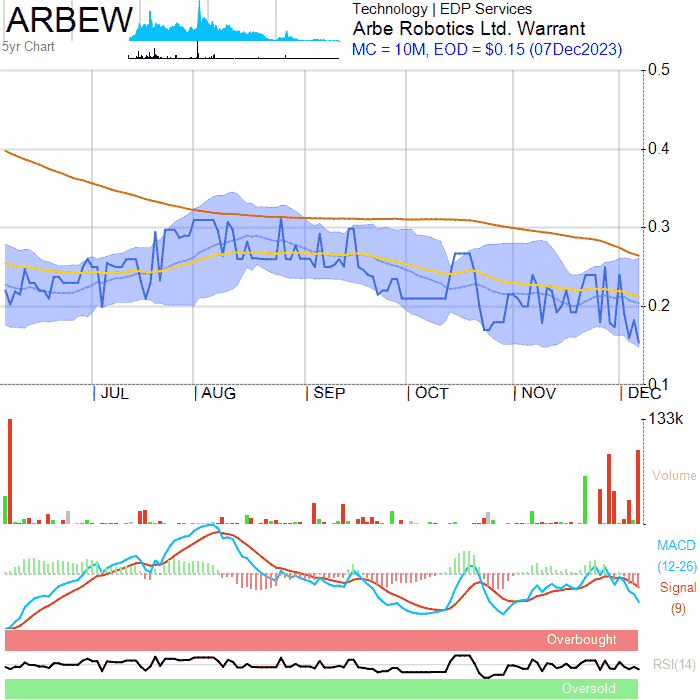 ARBEW
5yr Chart
Technology | EDP Services
Arbe Robotics Ltd. Warrant
MC = 10M, EOD = $0.15 (07Dec2023)
0.5
0.4
0.3
0.2
0.1
JUL AUG SEP OCT NOV DEC
133k
Volume
MACD
(12-26)
Signal
(9)
Overbought
RSI(14)
Oversold